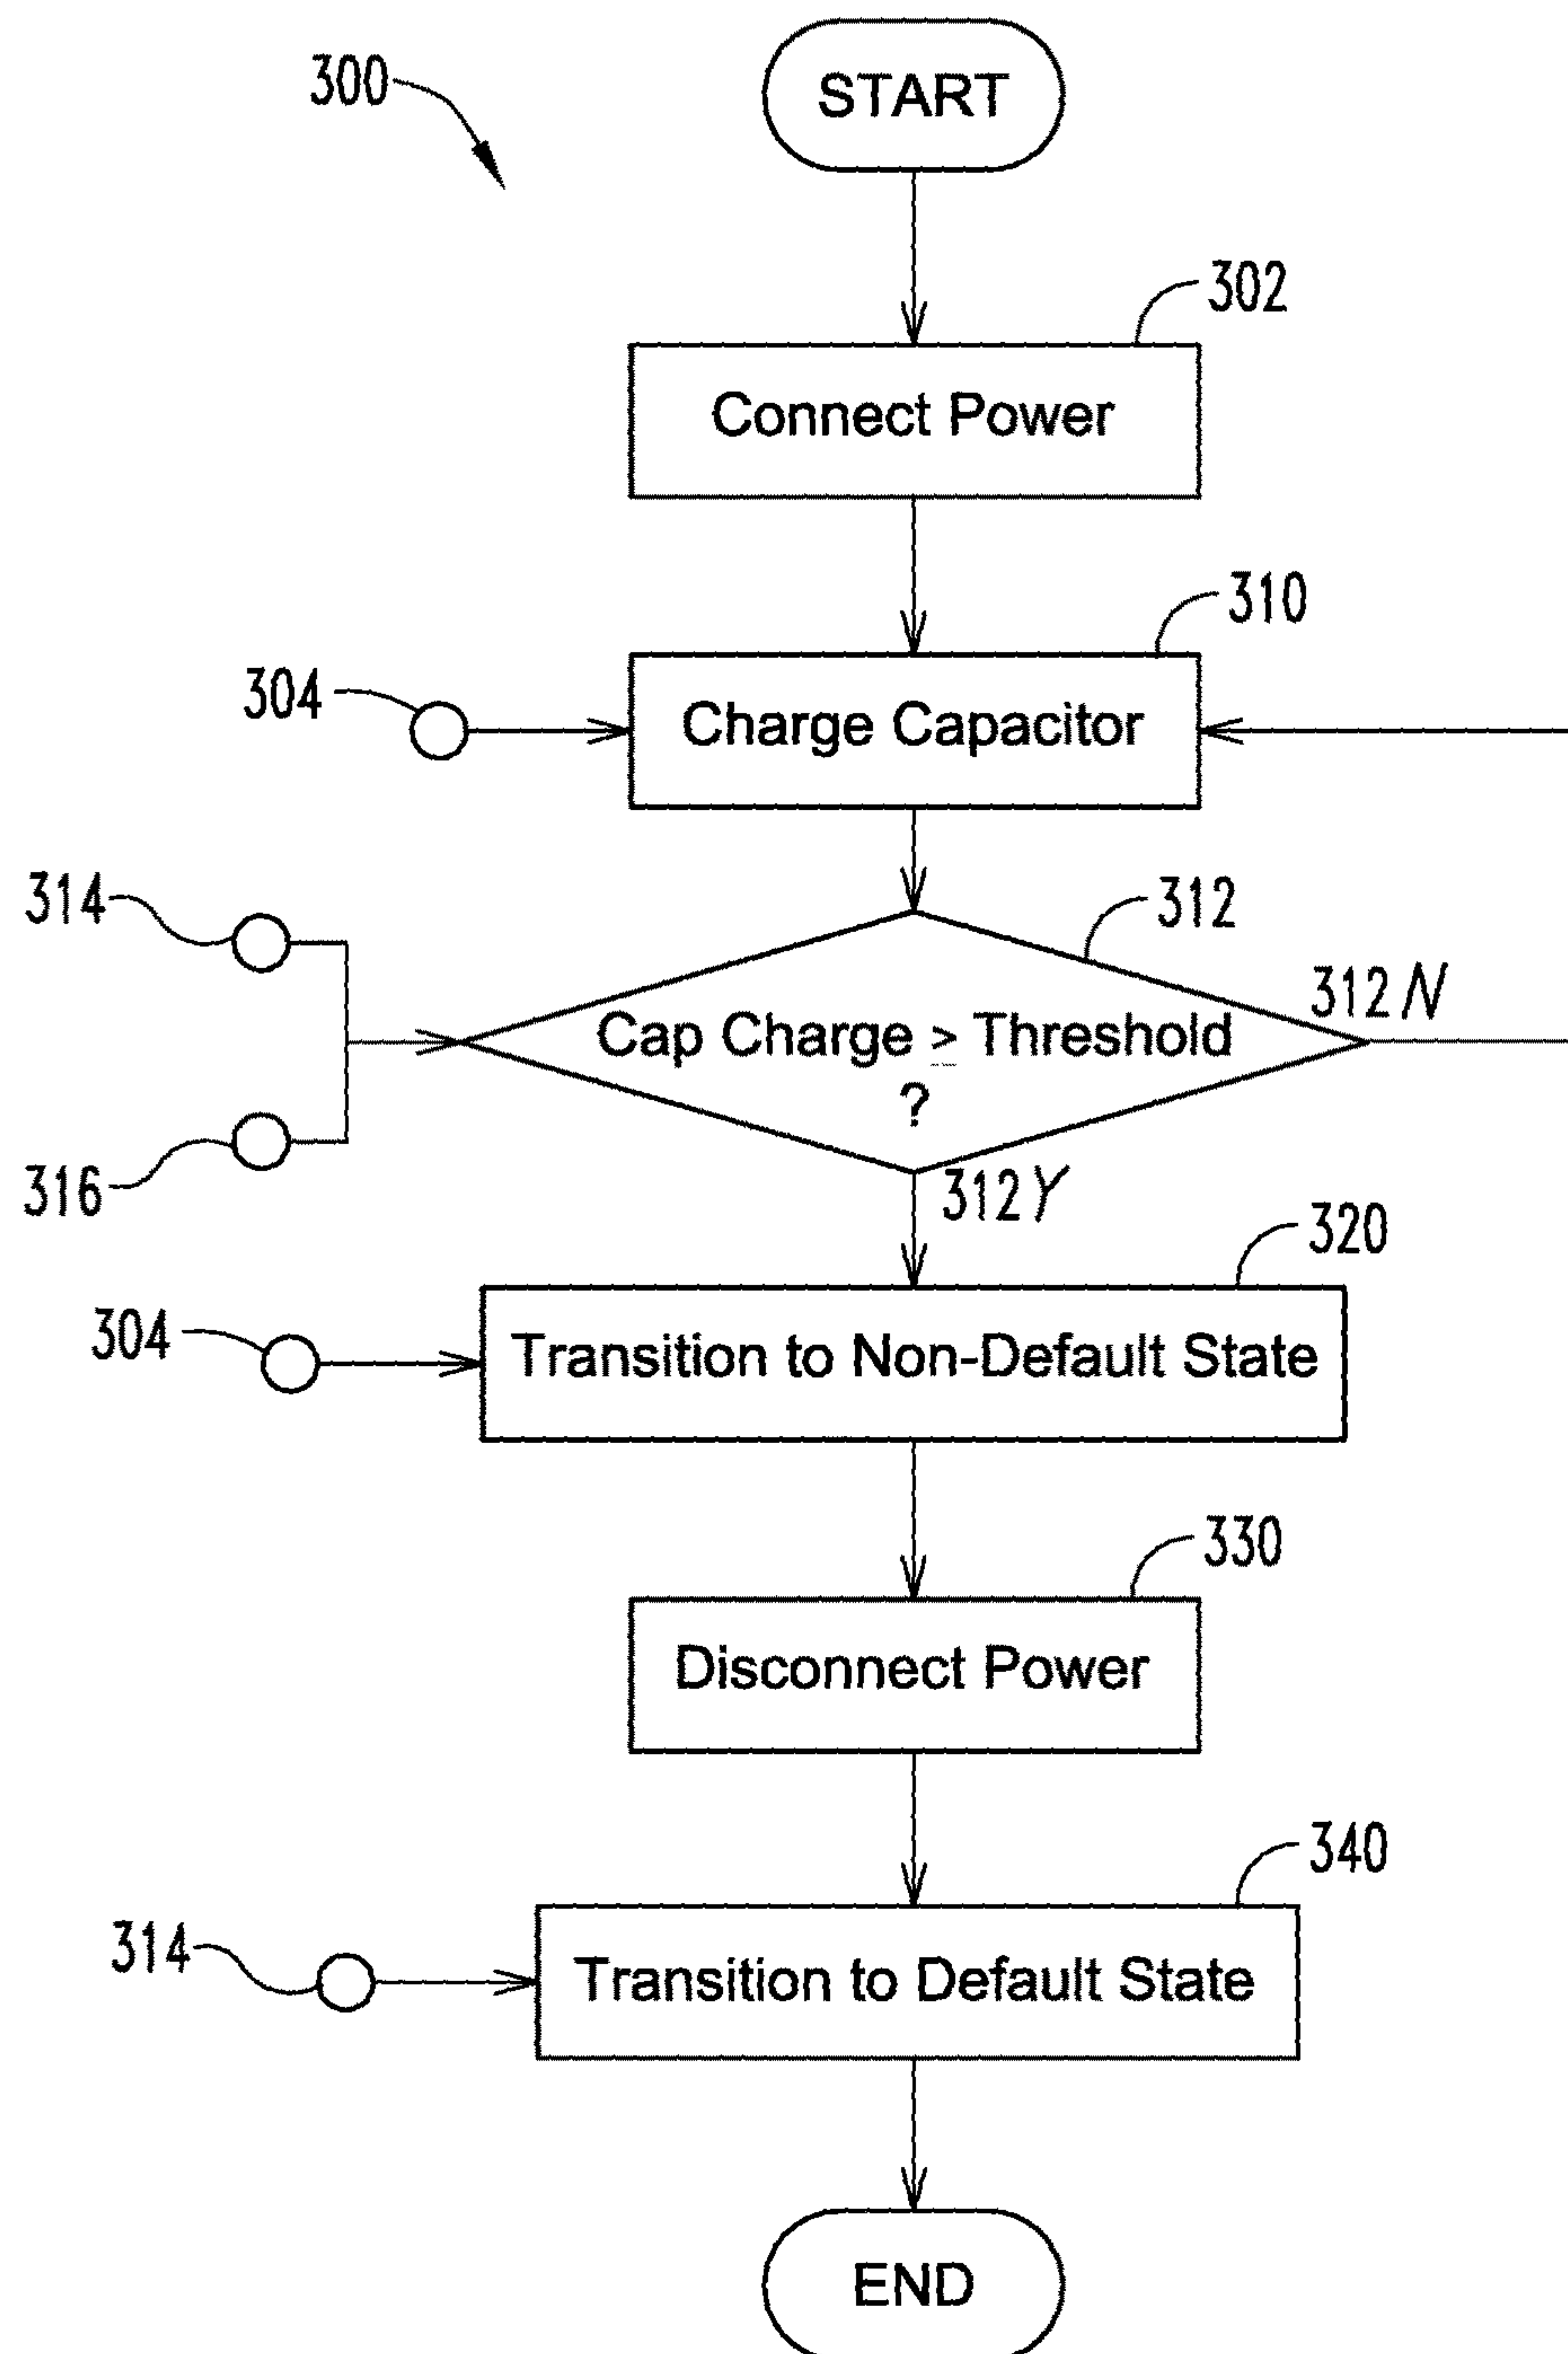 300
START
302
Connect Power
310
304
Charge Capacitor
314
312
312N
Cap Charge ≥ Threshold
?
316
312Y
320
304
Transition to Non-Default State
330
Disconnect Power
340
314
Transition to Default State
END